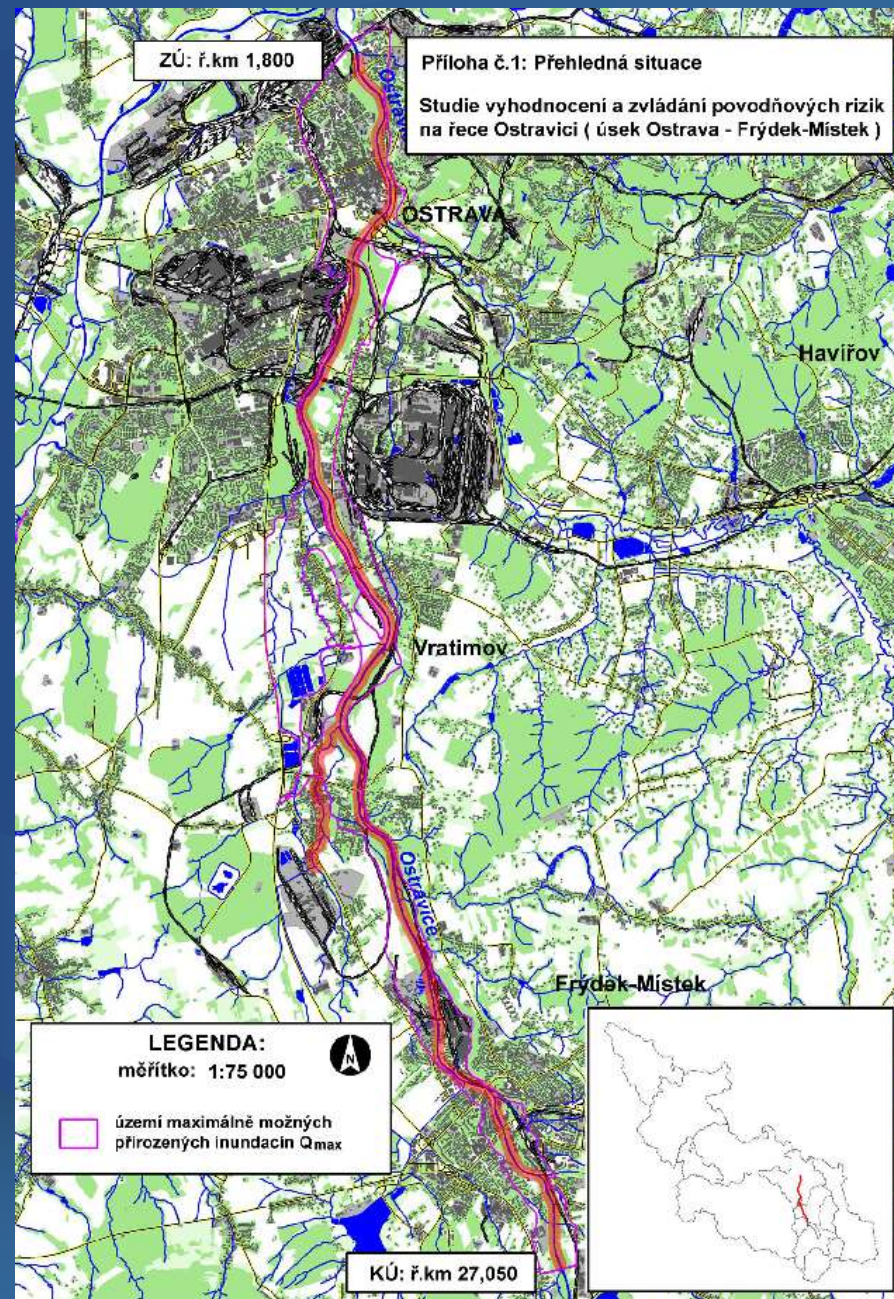 ZÚ: ř.km 1,800
Příloha č.1: Přehledná situace
Studie vyhodnocení a zvládání povodňových rizik
na řece Ostravici ( úsek Ostrava - Frýdek-Místek )
OSTRAVA
Havířov
Vratimov
Ostravice
Frýdek-Místek
LEGENDA:
měřítko: 1:75 000
N
území maximálně možných
přirozených inundacín Qmax
KÚ: ř.km 27,050